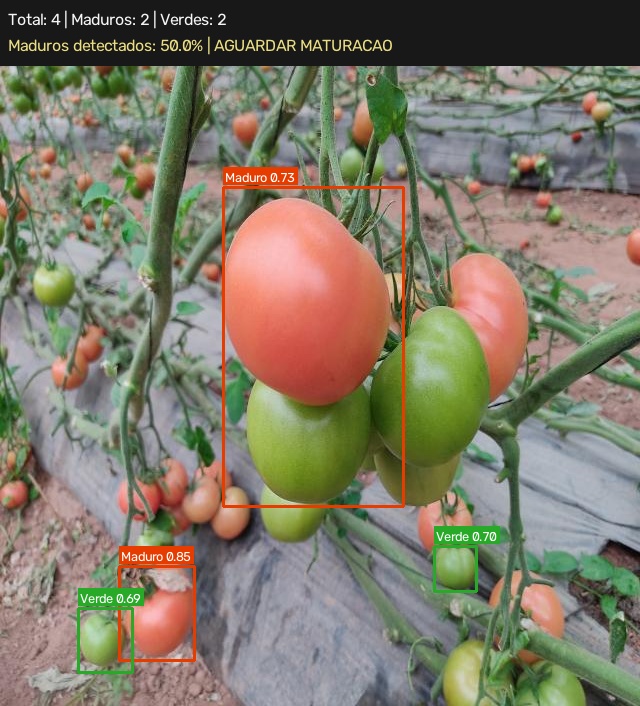 Total: 4 | Maduros: 2 | Verdes: 2
Maduros detectados: 50.0% | AGUARDAR MATURACAO
Maduro 0.73
Verde 0.70
Maduro 0.85
Verde 0.69